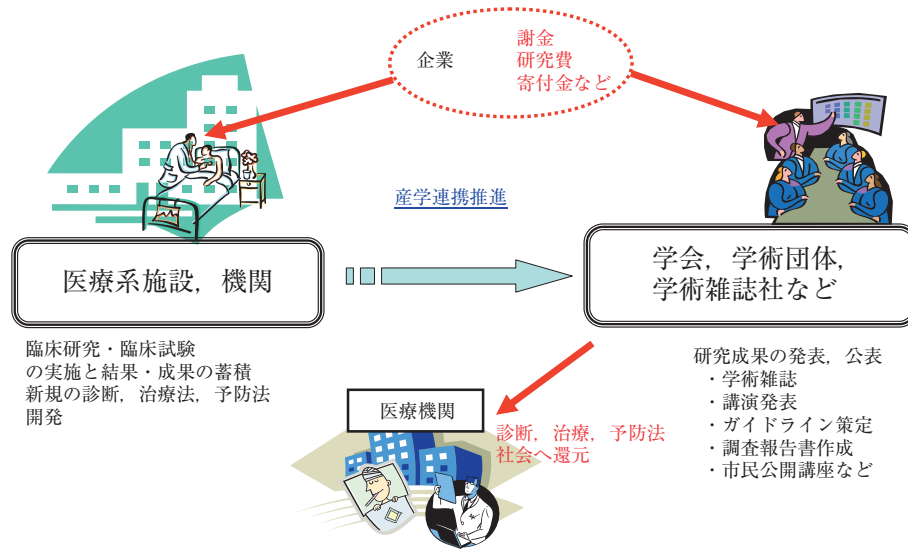 企業
謝金
研究費
寄付金など
産学連携推進
医療系施設，機関
学会，学術団体，
学術雑誌社など
臨床研究・臨床試験
の実施と結果・成果の蓄積
新規の診断，治療法，予防法
開発
研究成果の発表，公表
・学術雑誌
・講演発表
・ガイドライン策定
・調査報告書作成
・市民公開講座など
医療機関
診断，治療，予防法
社会へ還元